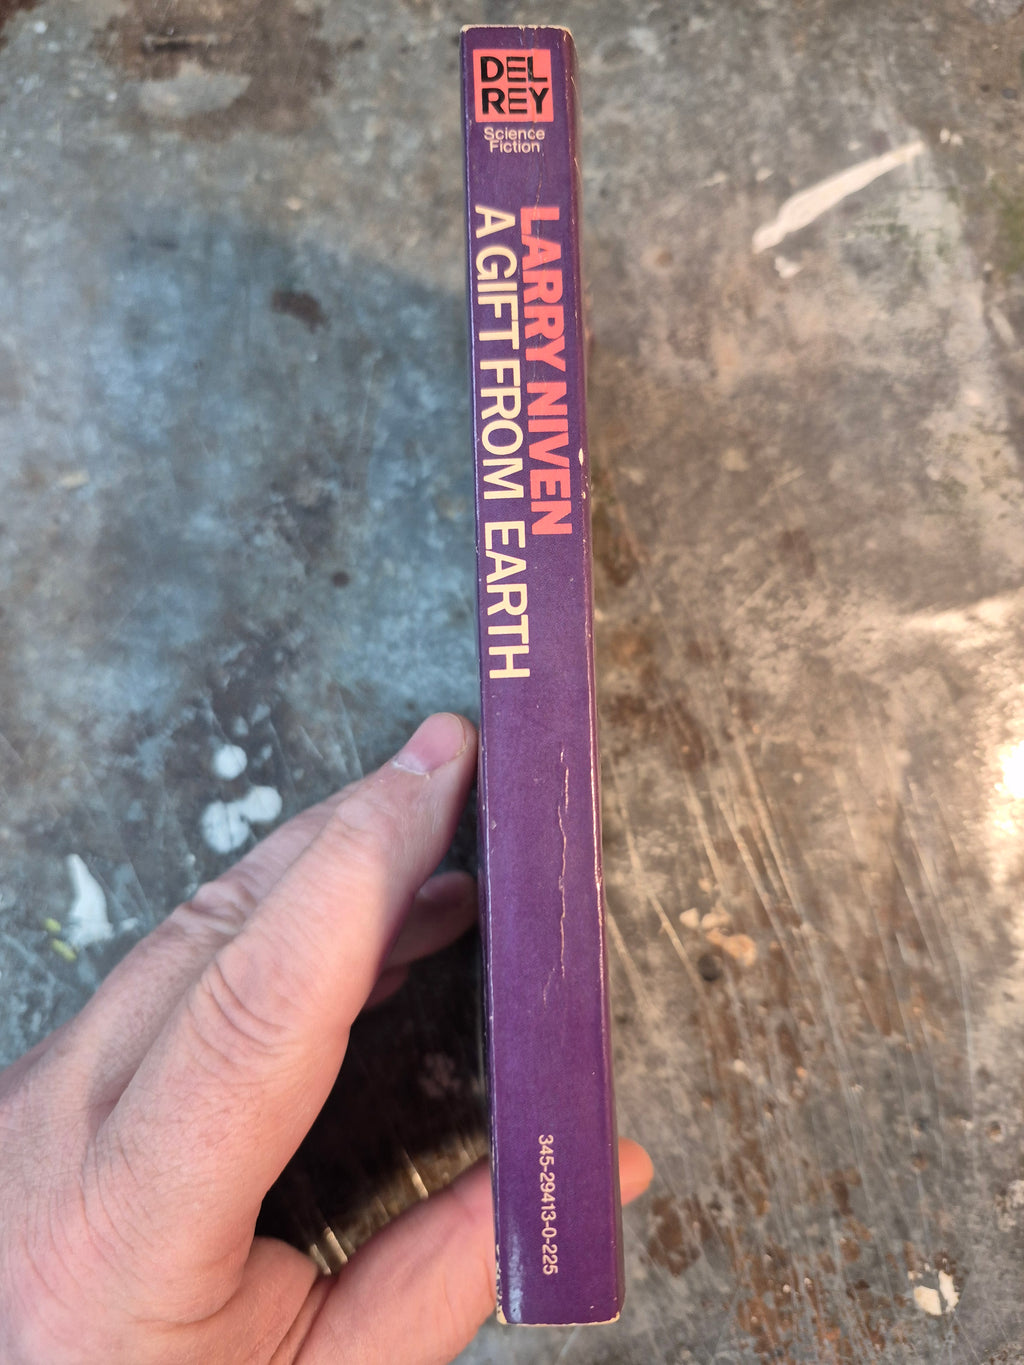 DEL
REY
Science
Fiction
LARRY NIVEN
A GIFT FROM EARTH
345-29413-0-225